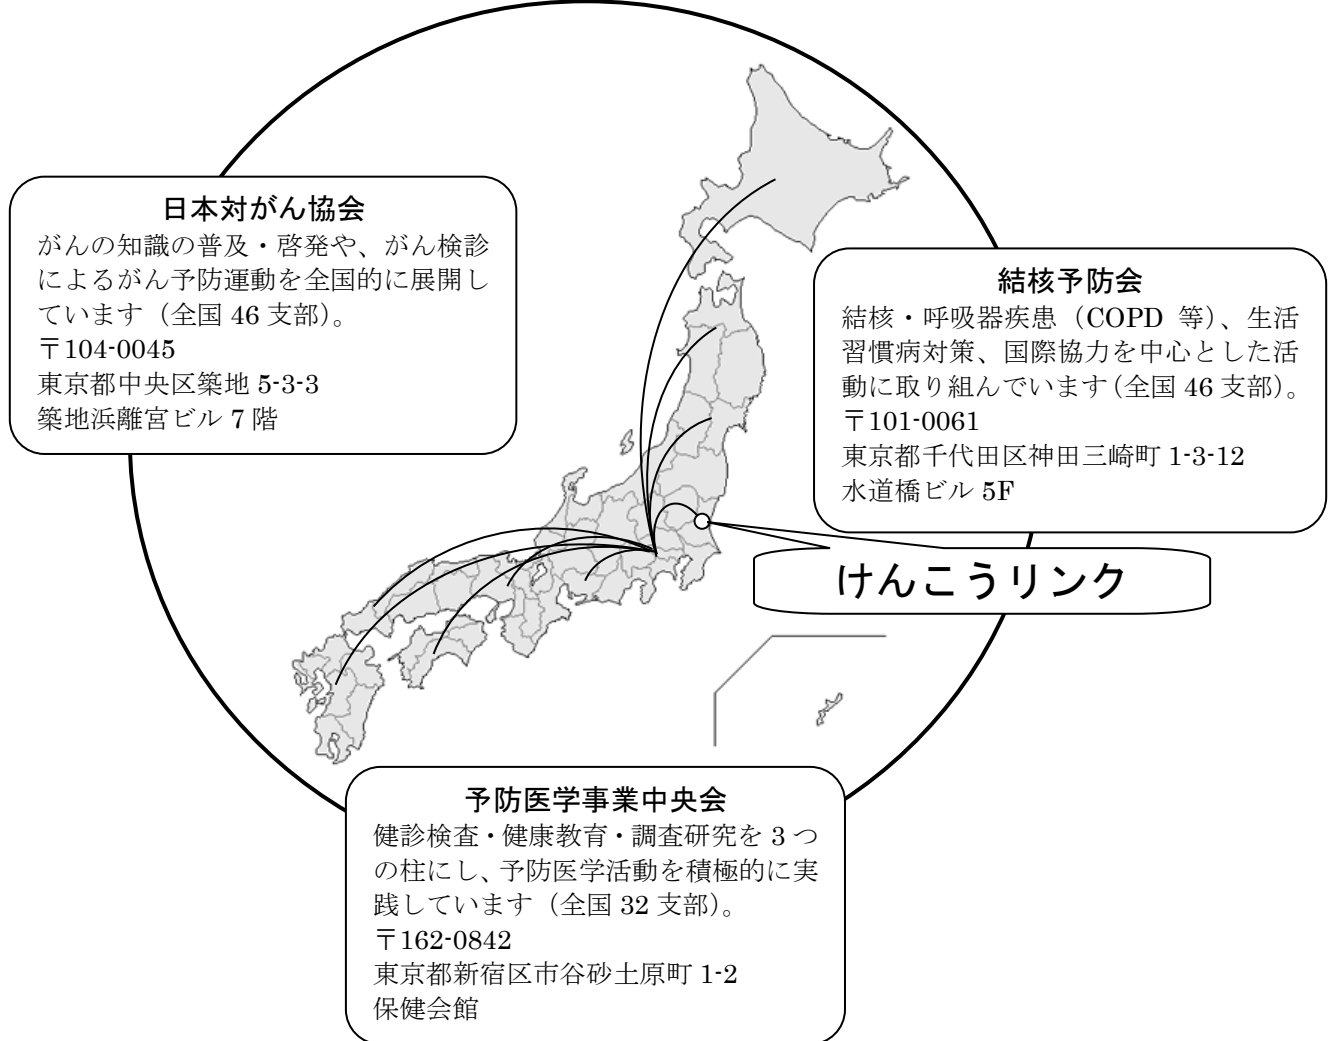 日本対がん協会
がんの知識の普及・啓発や、がん検診
によるがん予防運動を全国的に展開し
ています（全国 46 支部）。
〒104-0045
東京都中央区築地 5-3-3
築地浜離宮ビル 7 階
結核予防会
結核・呼吸器疾患（COPD 等）、生活
習慣病対策、国際協力を中心とした活
動に取り組んでいます（全国 46 支部）。
〒101-0061
東京都千代田区神田三崎町 1-3-12
水道橋ビル 5F
けんこうリンク
予防医学事業中央会
健診検査・健康教育・調査研究を 3 つ
の柱にし、予防医学活動を積極的に実
践しています（全国 32 支部）。
〒162-0842
東京都新宿区市谷砂土原町 1-2
保健会館